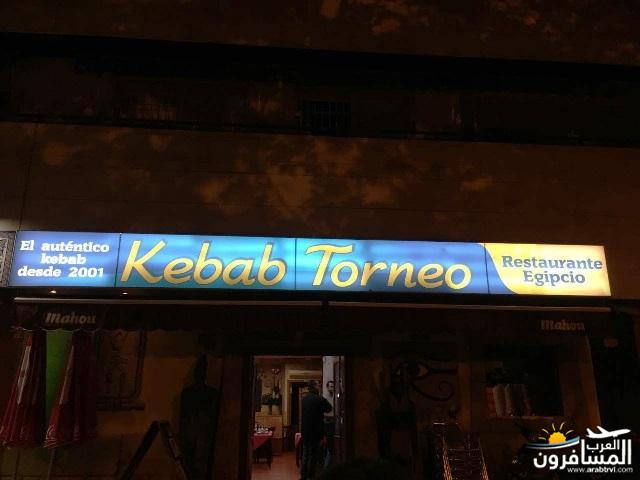 El auténtico
kebab
desde 2001
Kebab Torneo
Restaurante
Egipcio
Mahou
Mahou
العرب
المسافرون
www.arabtrvl.com